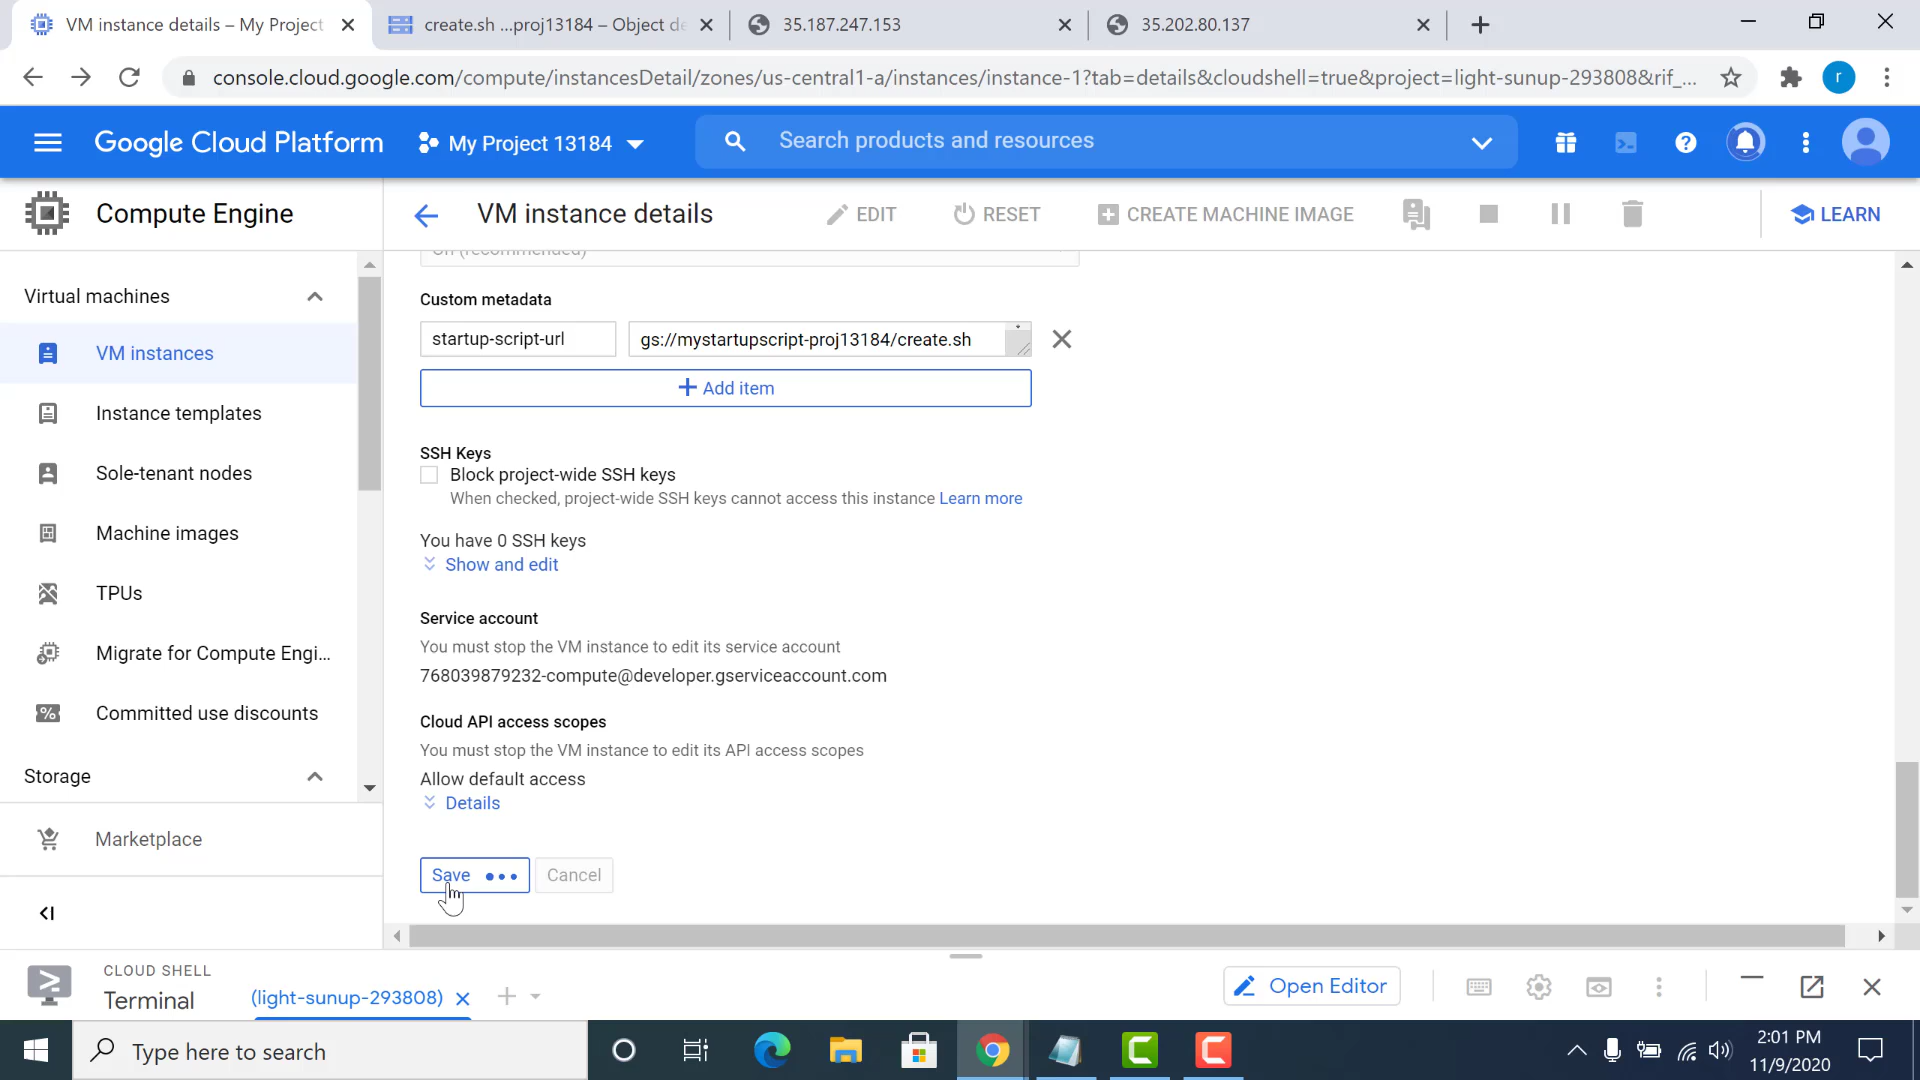 VM instance details – My Project
create.sh ...proj13184 – Object de
35.187.247.153
35.202.80.137
console.cloud.google.com/compute/instancesDetail/zones/us-central1-a/instances/instance-1?tab=details&cloudshell=true&project=light-sunup-293808&rif_...
r
Google Cloud Platform
My Project 13184
Search products and resources
Compute Engine
VM instance details
EDIT
RESET
CREATE MACHINE IMAGE
LEARN
Virtual machines
VM instances
Instance templates
Sole-tenant nodes
Machine images
TPUs
Migrate for Compute Engi...
Committed use discounts
Storage
Marketplace
On (recommended)
Custom metadata
startup-script-url
gs://mystartupscript-proj13184/create.sh
Add item
SSH Keys
Block project-wide SSH keys
When checked, project-wide SSH keys cannot access this instance Learn more
You have 0 SSH keys
Show and edit
Service account
You must stop the VM instance to edit its service account
768039879232-compute@developer.gserviceaccount.com
Cloud API access scopes
You must stop the VM instance to edit its API access scopes
Allow default access
Details
Save
Cancel
CLOUD SHELL
Terminal
(light-sunup-293808)
Open Editor
Type here to search
2:01 PM
11/9/2020